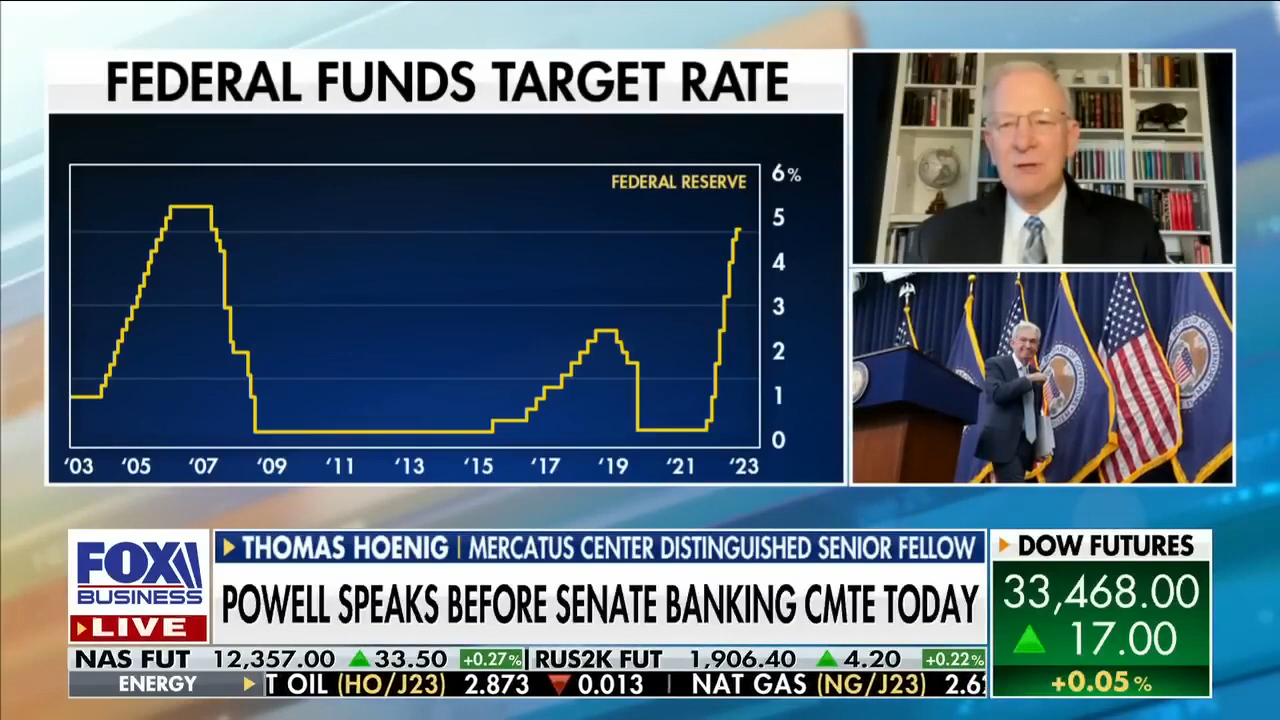 FEDERAL FUNDS TARGET RATE
FEDERAL RESERVE
6%
5
4
3
2
1
0
‘03 ‘05 ‘07 ‘09 ‘11 ‘13 ‘15 ‘17 ‘19 ‘21 ‘23
FOX
BUSINESS
LIVE
THOMAS HOENIG | MERCATUS CENTER DISTINGUISHED SENIOR FELLOW
POWELL SPEAKS BEFORE SENATE BANKING CMTE TODAY
DOW FUTURES
33,468.00
17.00
+0.05%
NAS FUT 12,357.00 33.50 +0.27% RUS2K FUT 1,906.40 4.20 +0.22%
ENERGY T OIL (HO/J23) 2.873 0.013 | NAT GAS (NG/J23) 2.6